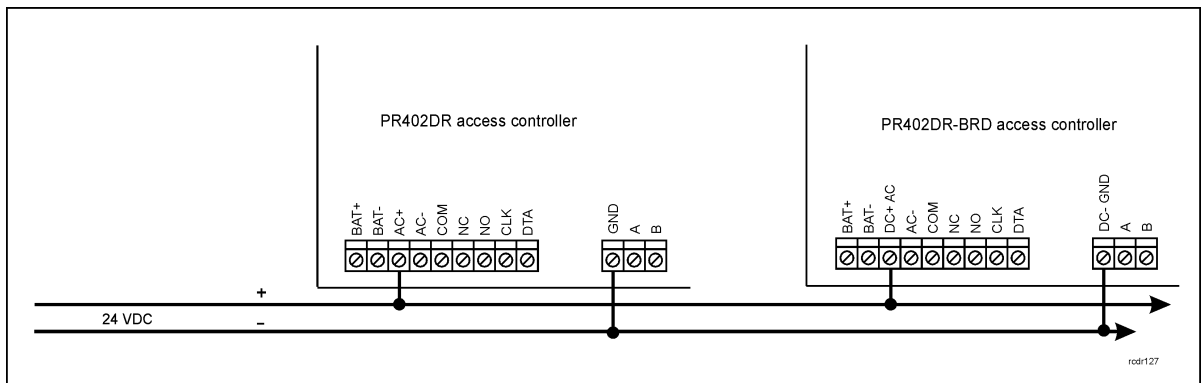 PR402DR access controller
PR402DR-BRD access controller
BAT+
BAT-
AC+
AC-
COM
NC
NO
CLK
DTA
GND
A
B
BAT+
BAT-
DC+ AC
AC-
COM
NC
NO
CLK
DTA
DC- GND
A
B
+
24 VDC
–
rcdr127